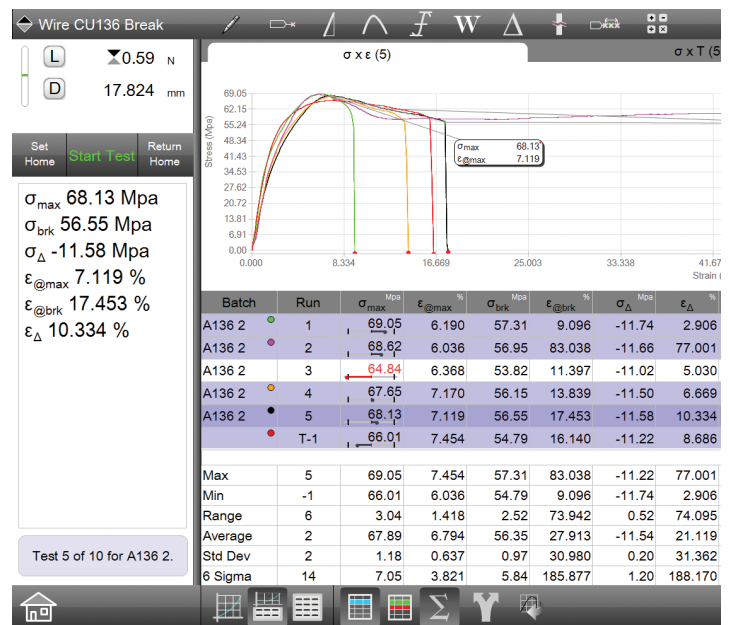 Wire CU136 Break
W
L 0.59 N
D 17.824 mm
Set Home
Start Test
Return Home
σmax 68.13 Mpa
σbrk 56.55 Mpa
σΔ -11.58 Mpa
ε@max 7.119 %
ε@brk 17.453 %
εΔ 10.334 %
Test 5 of 10 for A136 2.
σ x ε (5)
σ x T (5
Stress (Mpa)
69.05
62.15
55.24
48.34
41.43
34.53
27.62
20.72
13.81
6.91
0.00
σmax 68.13
ε@max 7.119
0.000 8.334 16.669 25.003 33.338 41.67
Strain (
Batch Run σmax Mpa ε@max % σbrk Mpa ε@brk % σΔ Mpa εΔ %
A136 2 1 69.05 6.190 57.31 9.096 -11.74 2.906
A136 2 2 68.62 6.036 56.95 83.038 -11.66 77.001
A136 2 3 64.84 6.368 53.82 11.397 -11.02 5.030
A136 2 4 67.65 7.170 56.15 13.839 -11.50 6.669
A136 2 5 68.13 7.119 56.55 17.453 -11.58 10.334
T-1 66.01 7.454 54.79 16.140 -11.22 8.686
Max 5 69.05 7.454 57.31 83.038 -11.22 77.001
Min -1 66.01 6.036 54.79 9.096 -11.74 2.906
Range 6 3.04 1.418 2.52 73.942 0.52 74.095
Average 2 67.89 6.794 56.35 27.913 -11.54 21.119
Std Dev 2 1.18 0.637 0.97 30.980 0.20 31.362
6 Sigma 14 7.05 3.821 5.84 185.877 1.20 188.170